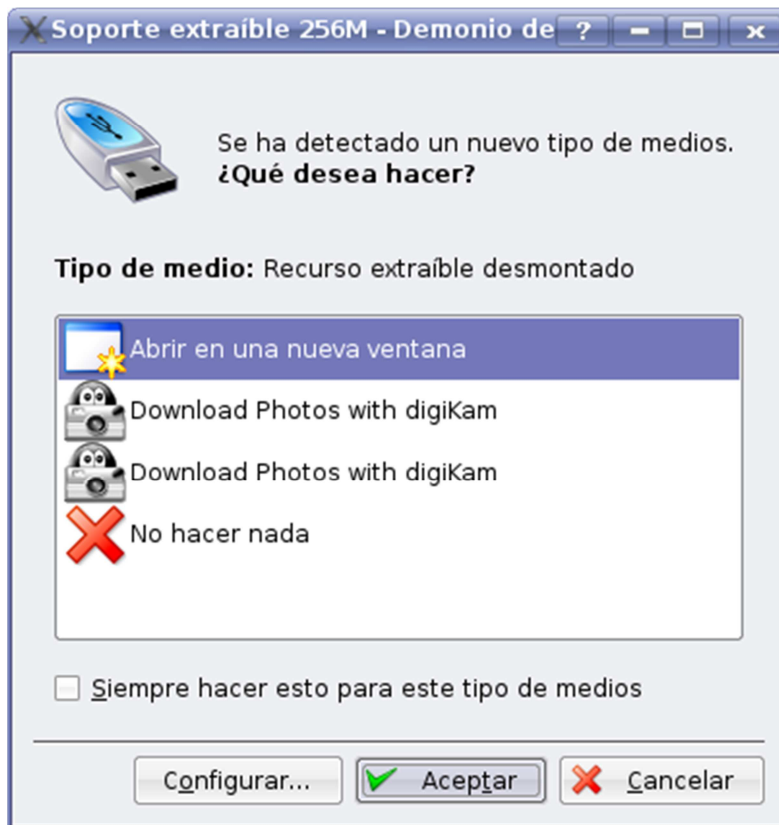 Soporte extraíble 256M - Demonio de
Se ha detectado un nuevo tipo de medios.
¿Qué desea hacer?
Tipo de medio: Recurso extraíble desmontado
Abrir en una nueva ventana
Download Photos with digiKam
Download Photos with digiKam
No hacer nada
Siempre hacer esto para este tipo de medios
Configurar... Aceptar Cancelar